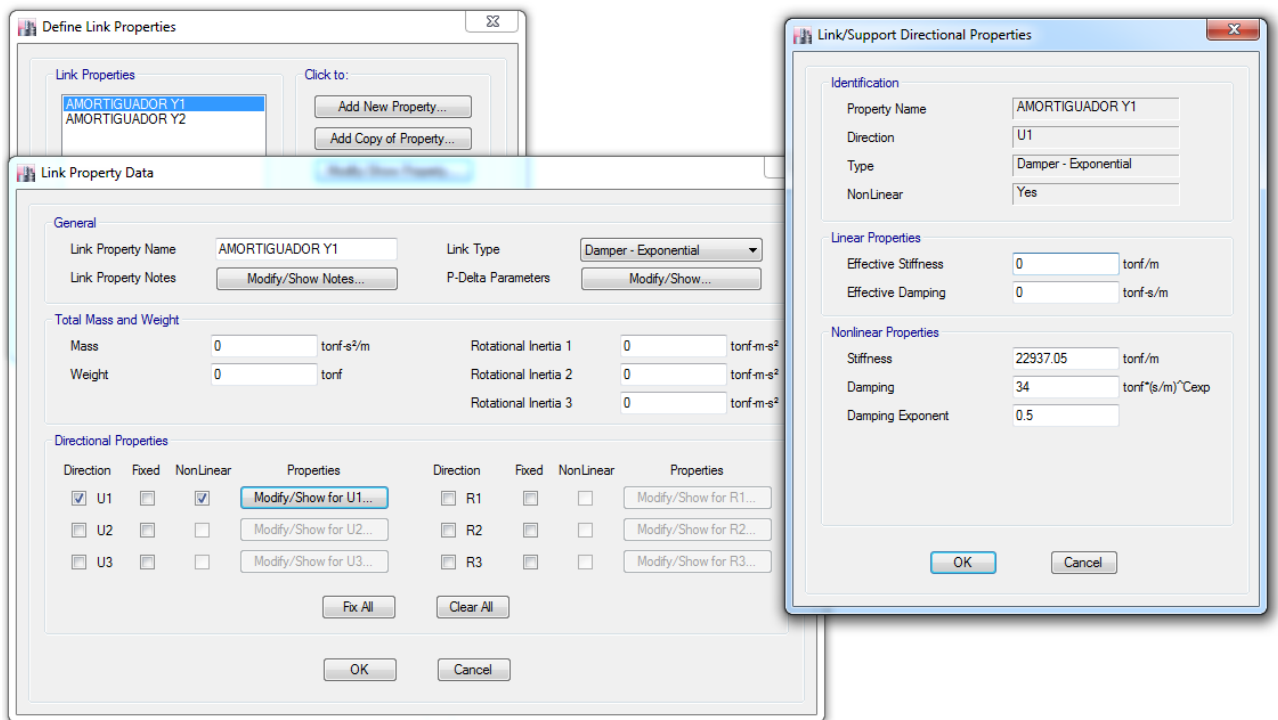 Define Link Properties
Link Properties
AMORTIGUADOR Y1
AMORTIGUADOR Y2
Click to:
Add New Property...
Add Copy of Property...
Modify/Show Property...
Link Property Data
General
Link Property Name AMORTIGUADOR Y1 Link Type Damper - Exponential
Link Property Notes Modify/Show Notes... P-Delta Parameters Modify/Show...
Total Mass and Weight
Mass 0 tonf-s²/m Rotational Inertia 1 0 tonf-m-s²
Weight 0 tonf Rotational Inertia 2 0 tonf-m-s²
Rotational Inertia 3 0 tonf-m-s²
Directional Properties
Direction Fixed NonLinear Properties Direction Fixed NonLinear Properties
U1 Modify/Show for U1... R1 Modify/Show for R1...
U2 Modify/Show for U2... R2 Modify/Show for R2...
U3 Modify/Show for U3... R3 Modify/Show for R3...
Fix All Clear All
OK Cancel
Link/Support Directional Properties
Identification
Property Name AMORTIGUADOR Y1
Direction U1
Type Damper - Exponential
NonLinear Yes
Linear Properties
Effective Stiffness 0 tonf/m
Effective Damping 0 tonf-s/m
Nonlinear Properties
Stiffness 22937.05 tonf/m
Damping 34 tonf*(s/m)^Cexp
Damping Exponent 0.5
OK Cancel